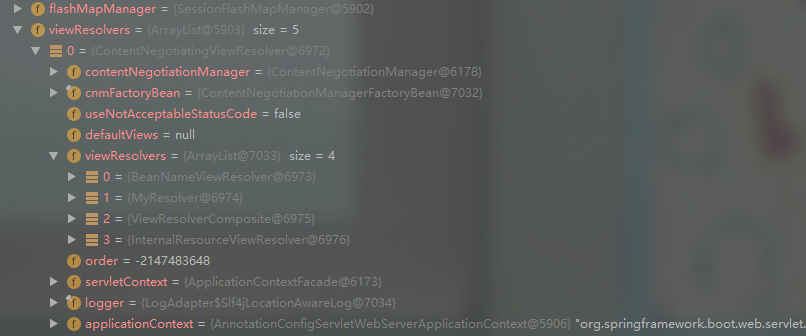 flashMapManager = {SessionFlashMapManager@5902}
viewResolvers = {ArrayList@5903} size = 5
0 = {ContentNegotiatingViewResolver@6972}
contentNegotiationManager = {ContentNegotiationManager@6178}
cnmFactoryBean = {ContentNegotiationManagerFactoryBean@7032}
useNotAcceptableStatusCode = false
defaultViews = null
viewResolvers = {ArrayList@7033} size = 4
0 = {BeanNameViewResolver@6973}
1 = {MyResolver@6974}
2 = {ViewResolverComposite@6975}
3 = {InternalResourceViewResolver@6976}
order = -2147483648
servletContext = {ApplicationContextFacade@6173}
logger = {LogAdapter$Slf4jLocationAwareLog@7034}
applicationContext = {AnnotationConfigServletWebServerApplicationContext@5906} "org.springframework.boot.web.servlet.